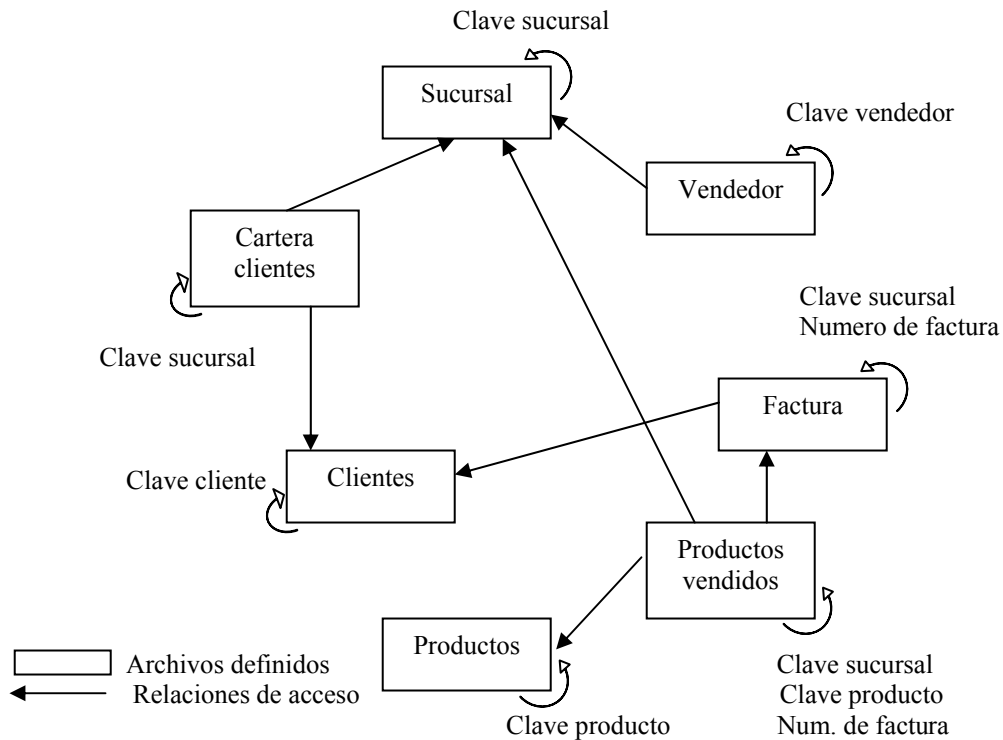 Clave sucursal
Sucursal
Clave vendedor
Vendedor
Cartera
clientes
Clave sucursal
Clave sucursal
Numero de factura
Factura
Clientes
Clave cliente
Productos
vendidos
Productos
Archivos definidos
Relaciones de acceso
Clave producto
Clave sucursal
Clave producto
Num. de factura